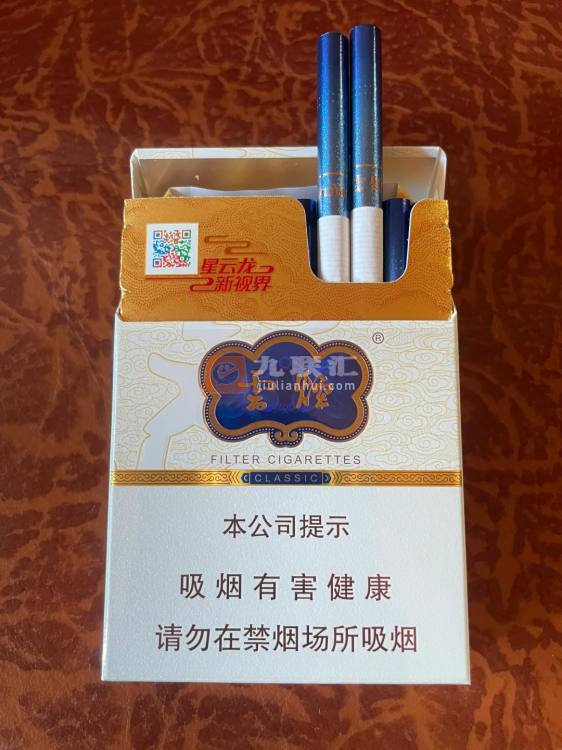 星云龙
新视界
九联汇
jiulianhui.com
®
FILTER CIGARETTES
CLASSIC
本公司提示
吸烟有害健康
请勿在禁烟场所吸烟